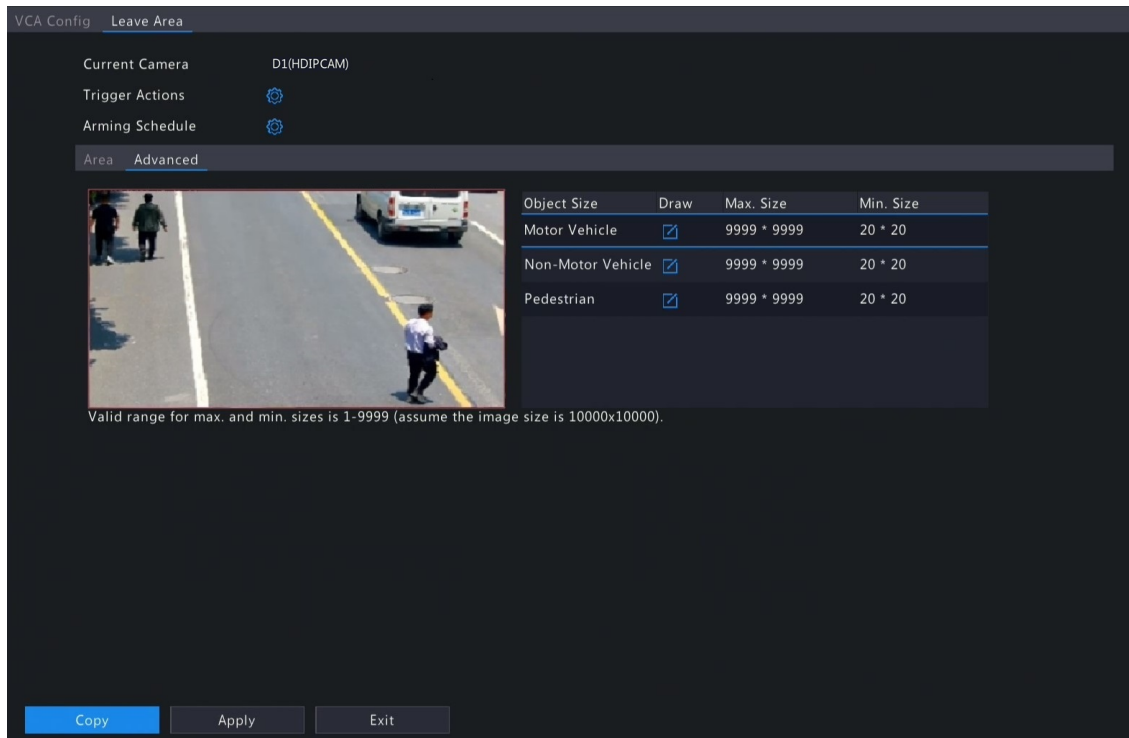 VCA Config Leave Area
Current Camera D1(HDIPCAM)
Trigger Actions
Arming Schedule
Area Advanced
Object Size Draw Max. Size Min. Size
Motor Vehicle 9999 * 9999 20 * 20
Non-Motor Vehicle 9999 * 9999 20 * 20
Pedestrian 9999 * 9999 20 * 20
Valid range for max. and min. sizes is 1-9999 (assume the image size is 10000x10000).
Copy Apply Exit